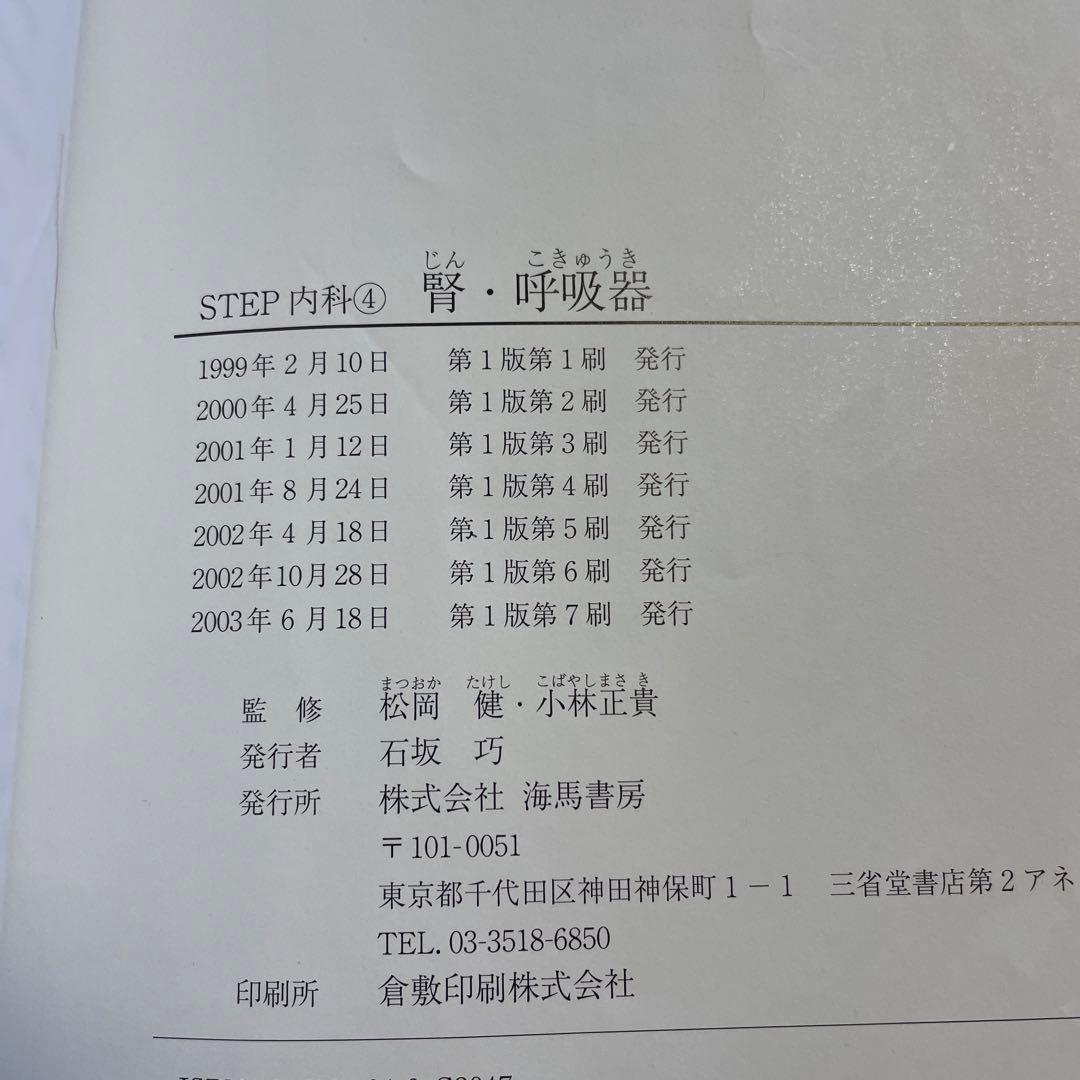 じん こきゅうき
STEP 内科④ 腎・呼吸器
1999年2月10日 第1版第1刷 発行
2000年4月25日 第1版第2刷 発行
2001年1月12日 第1版第3刷 発行
2001年8月24日 第1版第4刷 発行
2002年4月18日 第1版第5刷 発行
2002年10月28日 第1版第6刷 発行
2003年6月18日 第1版第7刷 発行
まつおか たけし こばやしまさき
監修 松岡 健・小林正貴
発行者 石坂 巧
発行所 株式会社 海馬書房
〒101-0051
東京都千代田区神田神保町1-1 三省堂書店第2アネ
TEL. 03-3518-6850
印刷所 倉敷印刷株式会社